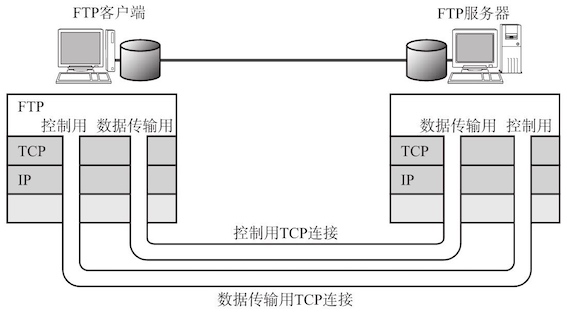 FTP客户端
FTP服务器
FTP
控制用
数据传输用
数据传输用
控制用
TCP
TCP
IP
IP
控制用TCP连接
数据传输用TCP连接